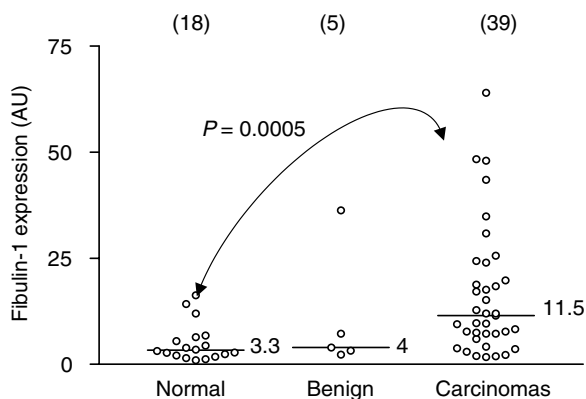 (18) (5) (39)
75
50
25
0
Fibulin-1 expression (AU)
P = 0.0005
3.3
4
11.5
Normal Benign Carcinomas